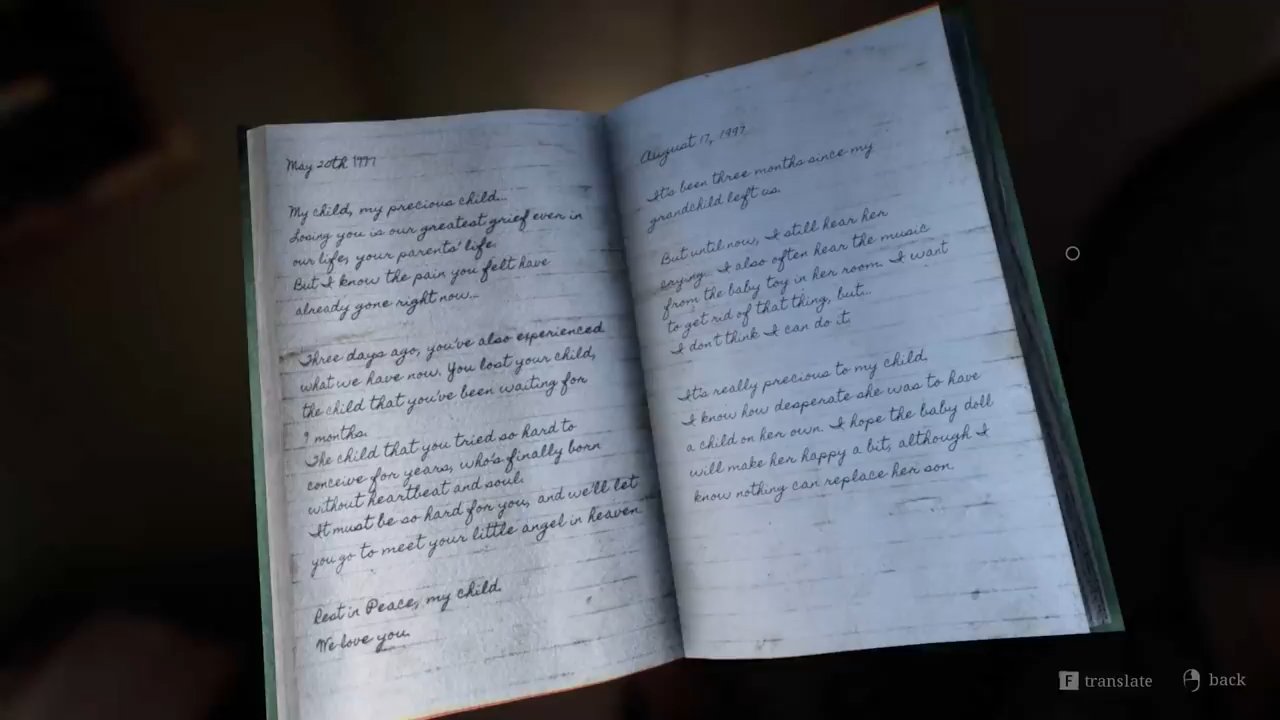 May 20th 1997
My child, my precious child...
Losing you is our greatest grief ever in
our life, your parents' life.
But I know the pain you felt have
already gone right now...
Three days ago, you've also experienced
what we have now. You lost your child,
the child that you've been waiting for
9 months.
The child that you tried so hard to
conceive for years, who's finally born
without heartbeat and soul.
It must be so hard for you, and we'll let
you go to meet your little angel in heaven.
Rest in Peace, my child.
We love you.
August 17, 1997
It's been three months since my
grandchild left us.
But until now, I still hear her
crying... I also often hear the music
from the baby toy in her room. I want
to get rid of that thing, but...
I don't think I can do it.
It's really precious to my child,
I know how desperate she was to have
a child on her own. I hope the baby doll
will make her happy a bit, although I
know nothing can replace her son.
F translate
back